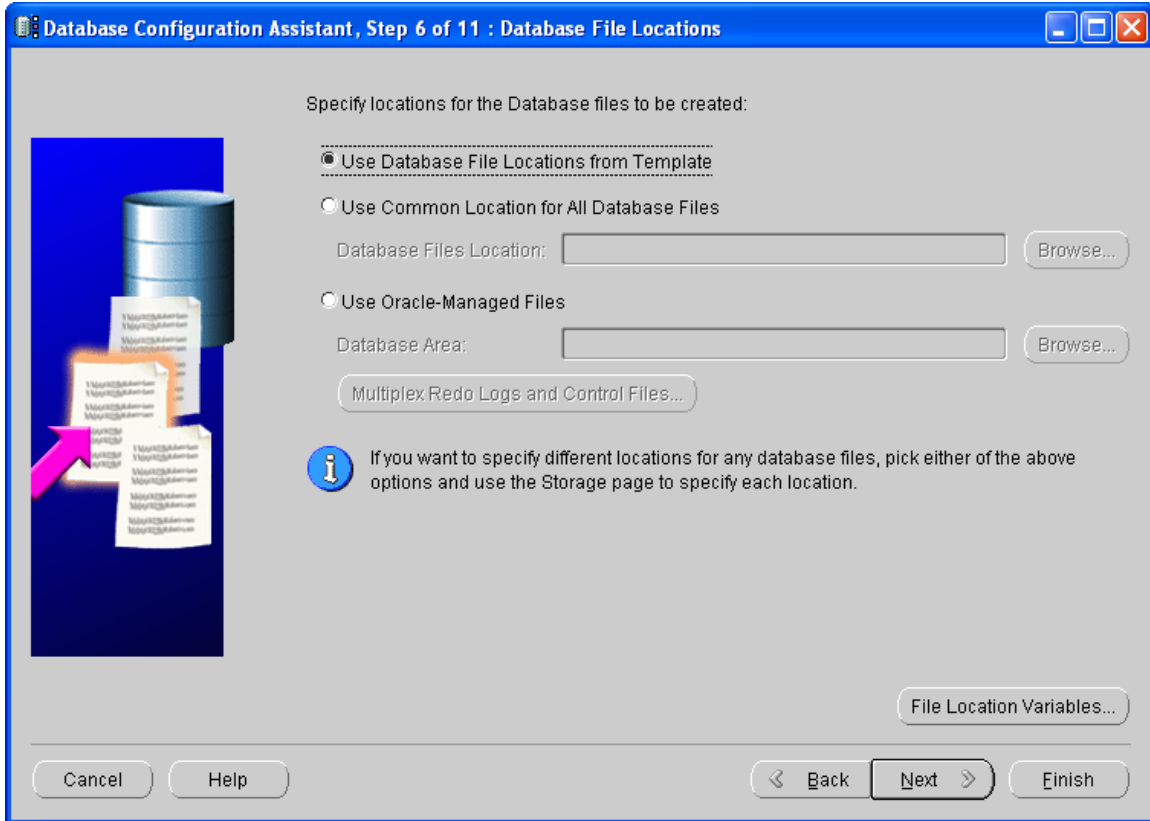 Database Configuration Assistant, Step 6 of 11 : Database File Locations
Specify locations for the Database files to be created:
Use Database File Locations from Template
Use Common Location for All Database Files
Database Files Location:
Browse...
Use Oracle-Managed Files
Database Area:
Browse...
Multiplex Redo Logs and Control Files...
If you want to specify different locations for any database files, pick either of the above
options and use the Storage page to specify each location.
File Location Variables...
Cancel
Help
Back
Next
Finish